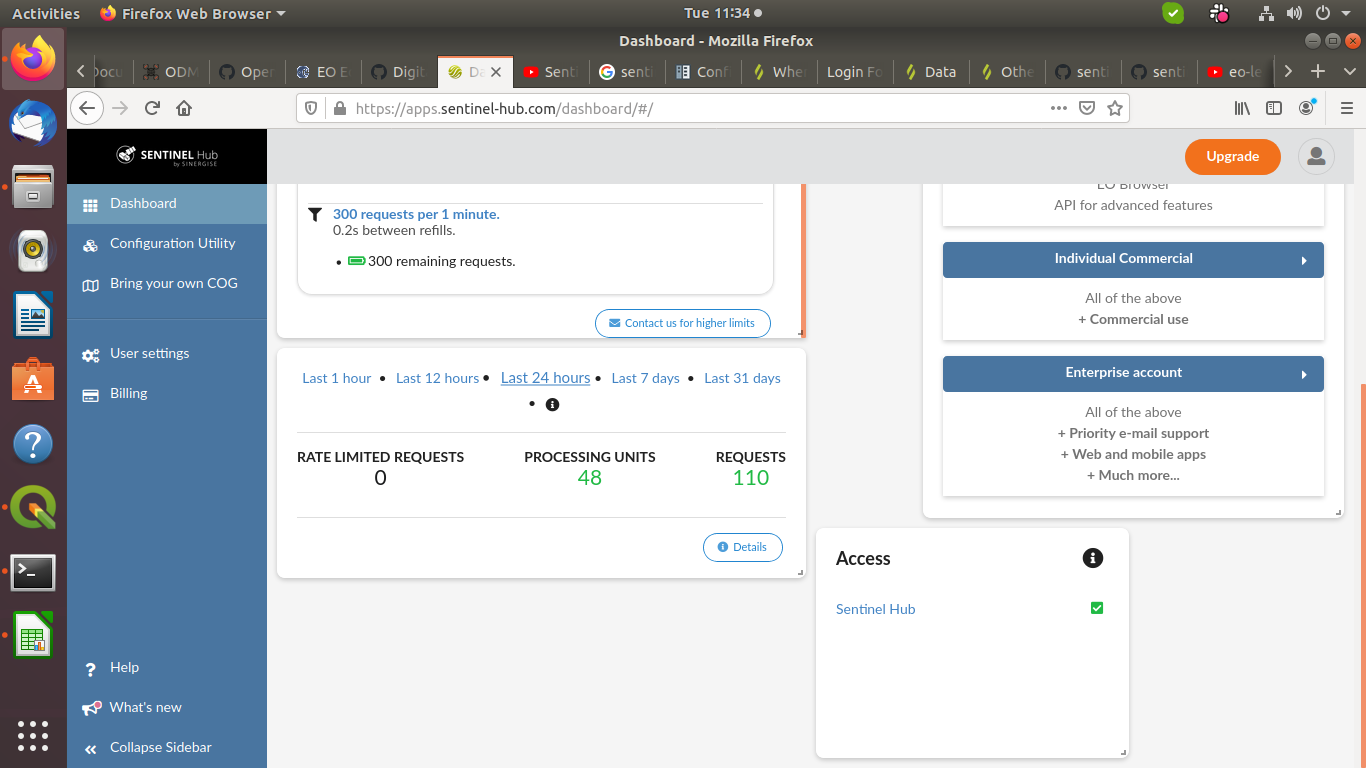 Activities
Firefox Web Browser
Tue 11:34
Dashboard - Mozilla Firefox
ODM
Oper
EO E
Digit
Da
Senti
senti
Conf
Wher
Login Fo
Data
Othe
senti
senti
eo-le
https://apps.sentinel-hub.com/dashboard/#/
SENTINEL Hub
by SINERGISE
Upgrade
Dashboard
Configuration Utility
Bring your own COG
User settings
Billing
Help
What's new
Collapse Sidebar
300 requests per 1 minute.
0.2s between refills.
• 300 remaining requests.
Contact us for higher limits
Last 1 hour • Last 12 hours • Last 24 hours • Last 7 days • Last 31 days
•
RATE LIMITED REQUESTS
0
PROCESSING UNITS
48
REQUESTS
110
Details
EO Browser
API for advanced features
Individual Commercial
All of the above
+ Commercial use
Enterprise account
All of the above
+ Priority e-mail support
+ Web and mobile apps
+ Much more...
Access
Sentinel Hub